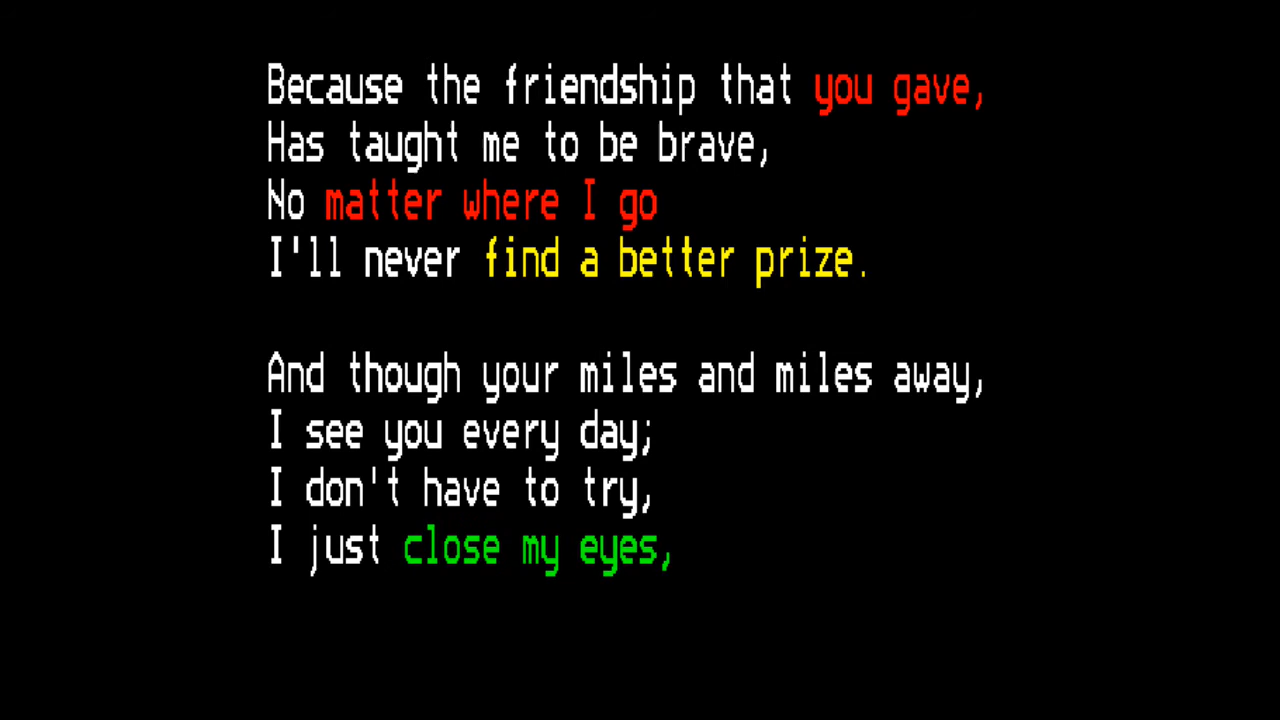 Because the friendship that you gave,
Has taught me to be brave,
No matter where I go
I'll never find a better prize.
And though your miles and miles away,
I see you every day;
I don't have to try,
I just close my eyes,